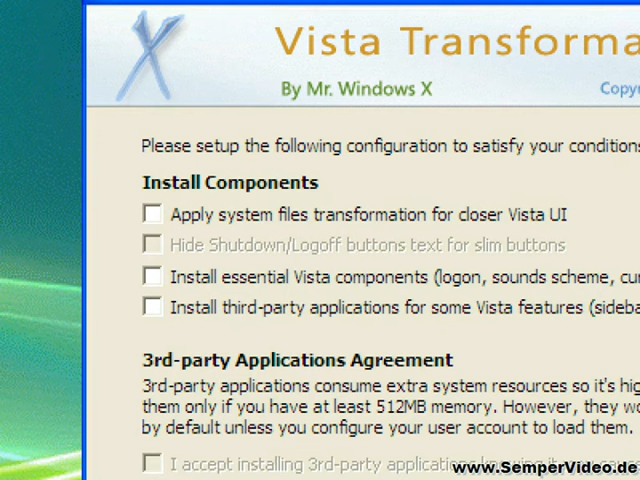 Vista Transforma
By Mr. Windows X
Copyr
Please setup the following configuration to satisfy your conditions
Install Components
Apply system files transformation for closer Vista UI
Hide Shutdown/Logoff buttons text for slim buttons
Install essential Vista components (logon, sounds scheme, cur
Install third-party applications for some Vista features (sideba
3rd-party Applications Agreement
3rd-party applications consume extra system resources so it's hig
them only if you have at least 512MB memory. However, they wo
by default unless you configure your user account to load them.
I accept installing 3rd-party applications
www.SemperVideo.de